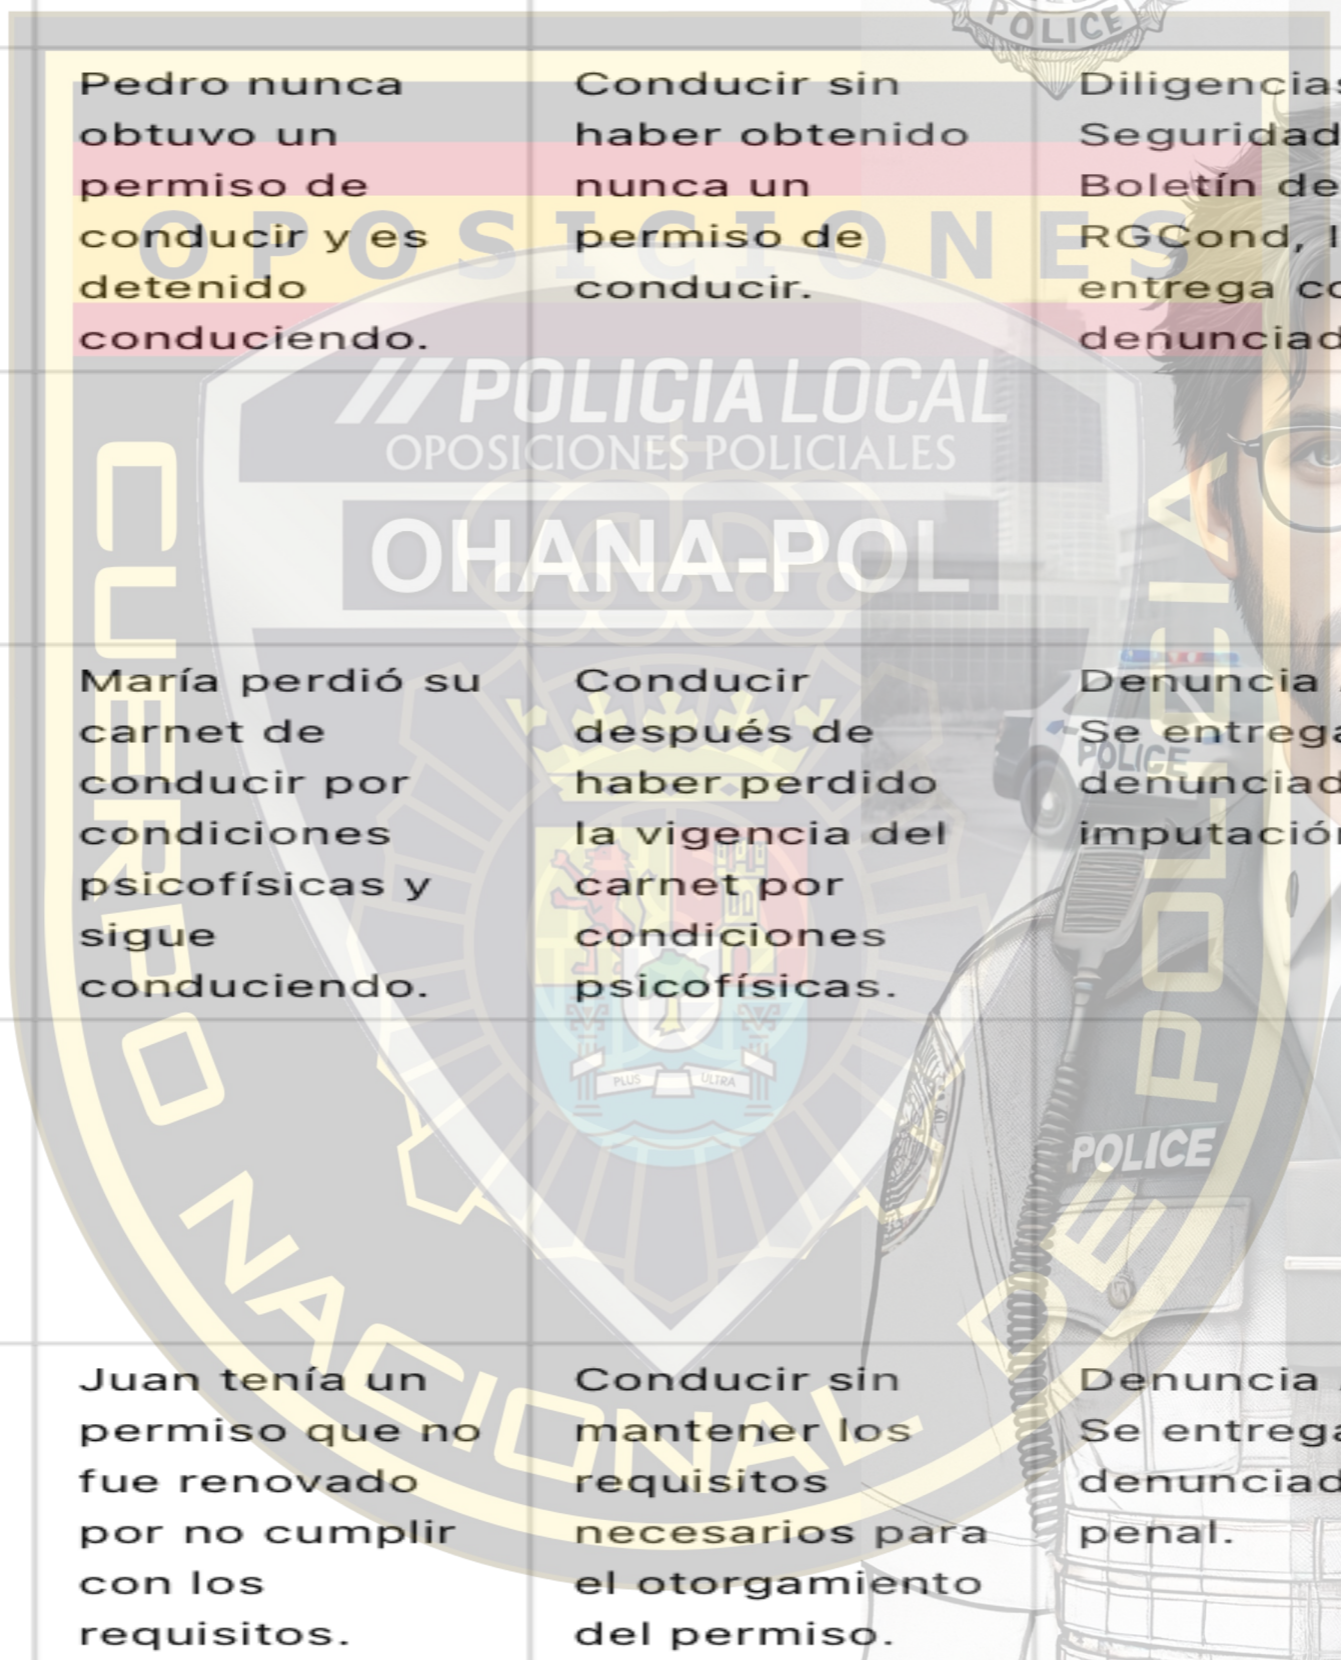 POLICE
Pedro nunca
obtuvo un
permiso de
conducir y es
detenido
conduciendo.
Conducir sin
haber obtenido
nunca un
permiso de
conducir.
Diligencias
Seguridad
Boletín de
RGCond,
entrega
denunciad
OPOSICIONES
// POLICIA LOCAL
OPOSICIONES POLICIALES
OHANA-POL
CUERPO NACIONAL DE POLICIA
María perdió su
carnet de
conducir por
condiciones
psicofísicas y
sigue
conduciendo.
Conducir
después de
haber perdido
la vigencia del
carnet por
condiciones
psicofísicas.
Denuncia
Se entrega
denunciad
imputación
POLICE
PLUS ULTRA
POLICE
Juan tenía un
permiso que no
fue renovado
por no cumplir
con los
requisitos.
Conducir sin
mantener los
requisitos
necesarios para
el otorgamiento
del permiso.
Denuncia
Se entrega
denunciad
penal.